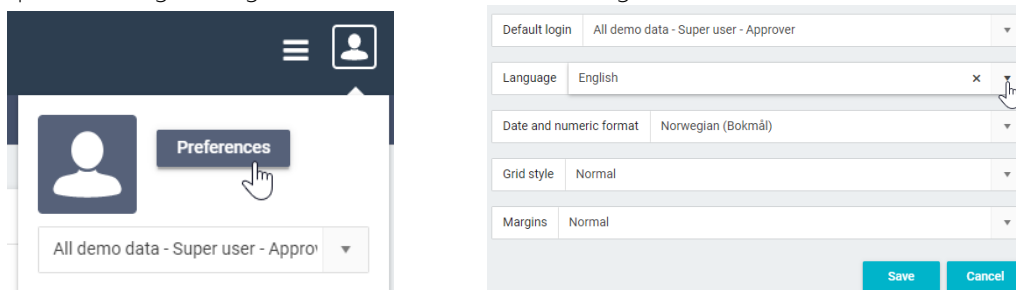 Preferences
All demo data - Super user - Approv
Default login All demo data - Super user - Approver
Language English
Date and numeric format Norwegian (Bokmål)
Grid style Normal
Margins Normal
Save Cancel